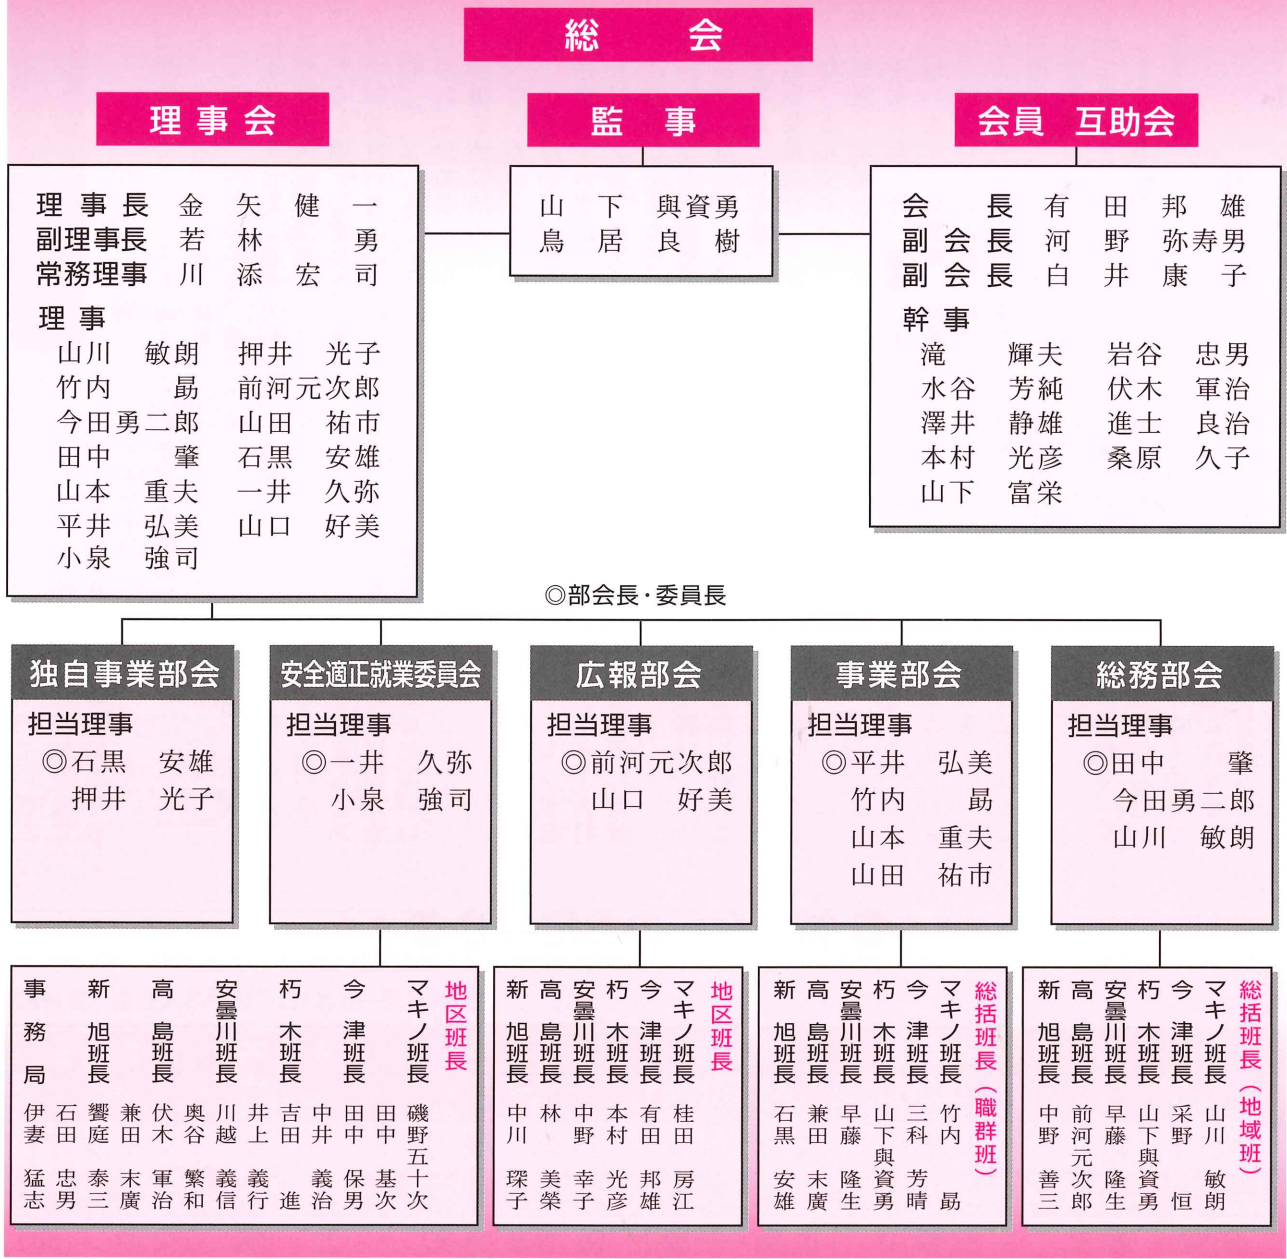 総 会
理事会
監 事
会員 互助会
理事長 金矢健一
副理事長 若林 勇
常務理事 川添宏司
理事
山川 敏朗 押井 光子
竹内 勗 前河元次郎
今田勇二郎 山田 祐市
田中 肇 石黒 安雄
山本 重夫 一井 久弥
平井 弘美 山口 好美
小泉 強司
山下 與資勇
鳥居 良樹
会長 有田邦雄
副会長 河野弥寿男
副会長 白井康子
幹事
滝 輝夫 岩谷 忠男
水谷 芳純 伏木 軍治
澤井 静雄 進士 良治
本村 光彦 桑原 久子
山下 富栄
◎部会長・委員長
独自事業部会
担当理事
◎石黒 安雄
押井 光子
安全適正就業委員会
担当理事
◎一井 久弥
小泉 強司
広報部会
担当理事
◎前河元次郎
山口 好美
事業部会
担当理事
◎平井 弘美
竹内 勗
山本 重夫
山田 祐市
総務部会
担当理事
◎田中 肇
今田勇二郎
山川 敏朗
地区班長
マキノ班長 磯野五十次
田中 基次
今津班長 田中 保男
中井 義治
朽木班長 吉田 進
井上 義行
安曇川班長 川越 義信
奥谷 繁和
高島班長 伏木 軍治
兼田 末廣
新旭班長 饗庭 泰三
石田 忠男
事務局 伊妻 猛志
地区班長
マキノ班長 桂田 房江
今津班長 有田 邦雄
朽木班長 本村 光彦
安曇川班長 中野 幸子
高島班長 林 美榮
新旭班長 中川 琛子
総括班長(職群班)
マキノ班長 竹内 勗
今津班長 三科 芳晴
朽木班長 山下與資勇
安曇川班長 早藤 隆生
高島班長 兼田 末廣
新旭班長 石黒 安雄
総括班長(地域班)
マキノ班長 山川 敏朗
今津班長 采野 恒
朽木班長 山下與資勇
安曇川班長 早藤 隆生
高島班長 前河元次郎
新旭班長 中野 善三